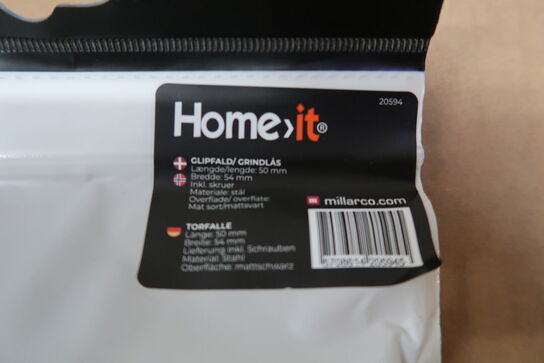 20594
Home›it®
GLIPFALD/ GRINDLÅS
Længde/lengde: 50 mm
Bredde: 54 mm
Inkl. skruer
Materiale: stål
Overflade/ overflate:
Mat sort/mattsvart
millarco.com
TORFALLE
Länge: 50 mm
Breite: 54 mm
Lieferung inkl. Schrauben
Material: Stahl
Oberfläche: mattschwarz